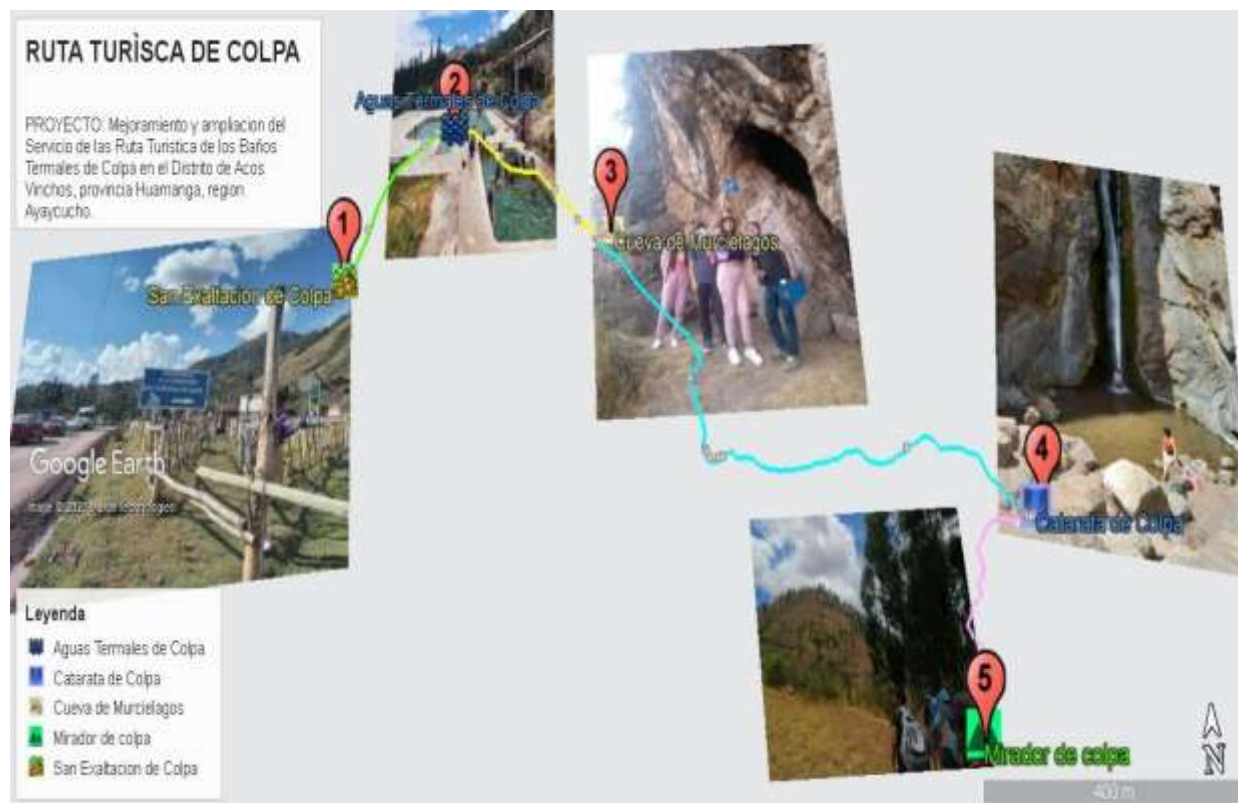 RUTA TURÌSCA DE COLPA
PROYECTO: Mejoramiento y ampliacion del
Servicio de las Ruta Turistica de los Baños
Termales de Colpa en el Distrito de Acos
Vinchos, provincia Huamanga, region
Ayaycucho.
2
Aguas Termales de Colpa
3
Cueva de Murcielagos
1
San Exaltacion de Colpa
Google Earth
4
Catarata de Colpa
5
Mirador de colpa
Leyenda
Aguas Termales de Colpa
Catarata de Colpa
Cueva de Murcielagos
Mirador de colpa
San Exaltacion de Colpa
N
400 m